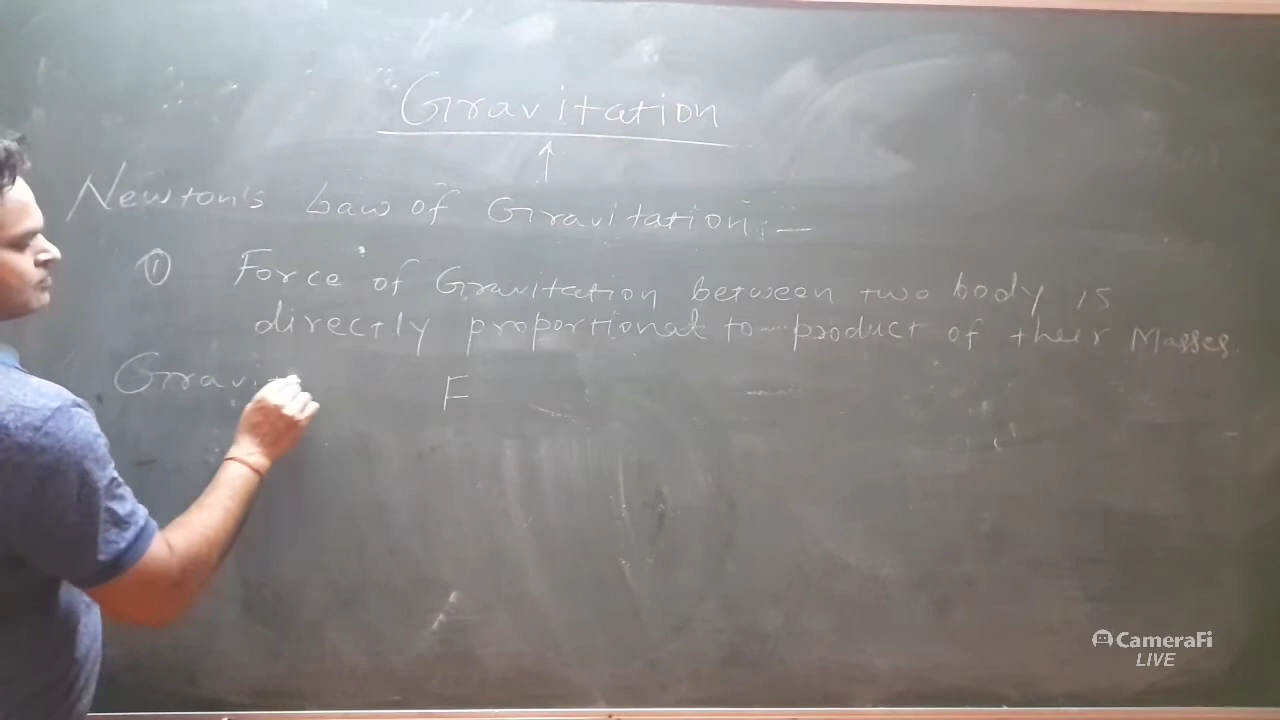 Gravitation
Newton's Law of Gravitation:-
① Force of Gravitation between two body is
directly proportional to product of their Masses.
Gravit F
CameraFi
LIVE